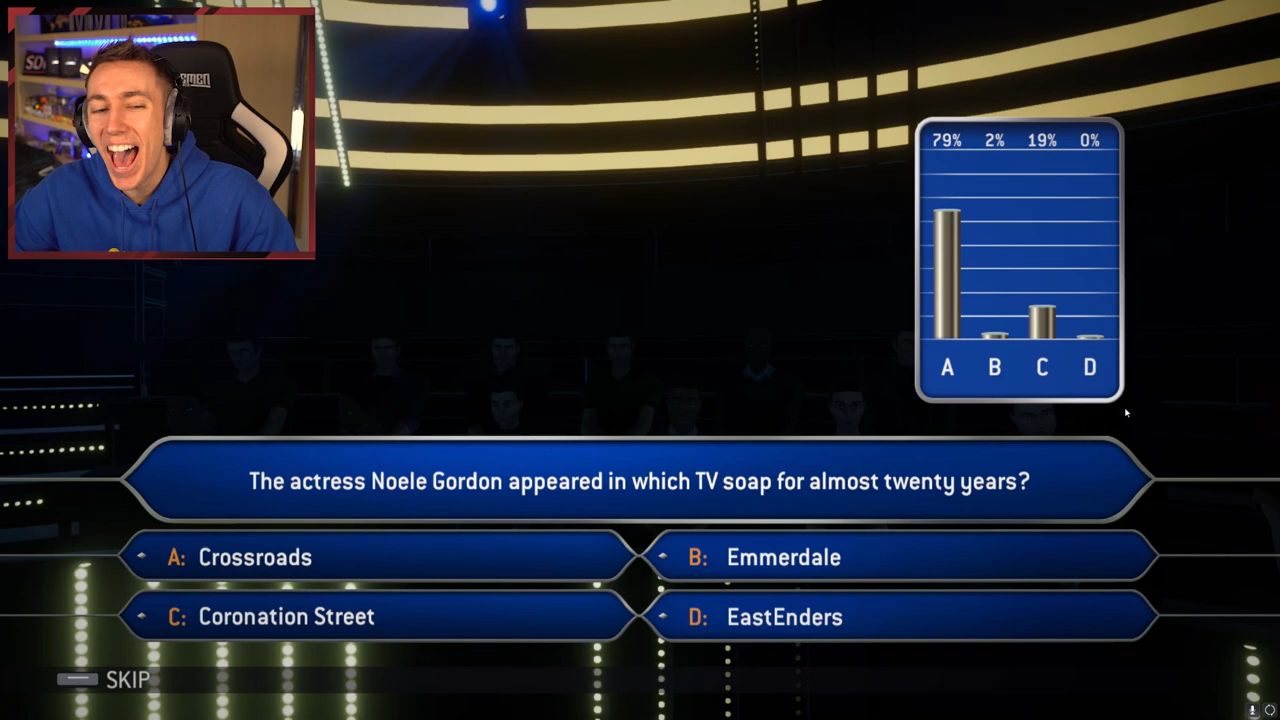 79% 2% 19% 0%
A B C D
The actress Noele Gordon appeared in which TV soap for almost twenty years?
A: Crossroads
B: Emmerdale
C: Coronation Street
D: EastEnders
SKIP